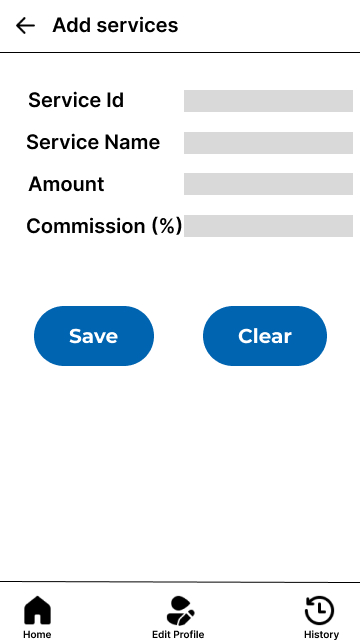 Add services
Service Id
Service Name
Amount
Commission (%)
Save Clear
Home Edit Profile History